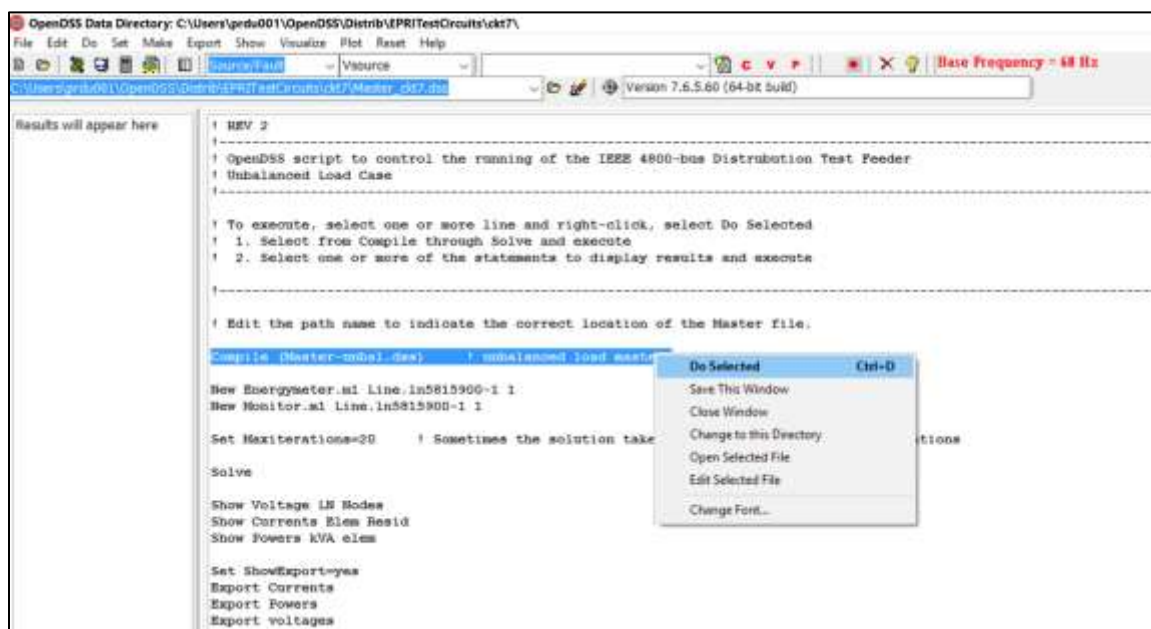 OpenDSS Data Directory: C:\Users\prdu001\OpenDSS\Distrib\EPRITestCircuits\ckt7\
File Edit Do Set Make Export Show Visualize Plot Reset Help
Source/Fault Vsource C V P Base Frequency = 60 Hz
C:\Users\prdu001\OpenDSS\Distrib\EPRITestCircuits\ckt7\Master_ckt7.dss Version 7.6.5.60 (64-bit build)
Results will appear here
! REV 2
!
! OpenDSS script to control the running of the IEEE 4800-bus Distrubution Test Feeder
! Unbalanced Load Case
!
! To execute, select one or more line and right-click, select Do Selected
! 1. Select from Compile through Solve and execute
! 2. Select one or more of the statements to display results and execute
!
! Edit the path name to indicate the correct location of the Master file.
Compile (Master-unbal.dss) ! unbalanced load master
New Energymeter.m1 Line.ln5815900-1 1
New Monitor.m1 Line.ln5815900-1 1
Set Maxiterations=20 ! Sometimes the solution take tions
Solve
Show Voltage LN Nodes
Show Currents Elem Resid
Show Powers kVA elem
Set ShowExport=yes
Export Currents
Export Powers
Export voltages
Do Selected Ctrl+D
Save This Window
Close Window
Change to this Directory
Open Selected File
Edit Selected File
Change Font...